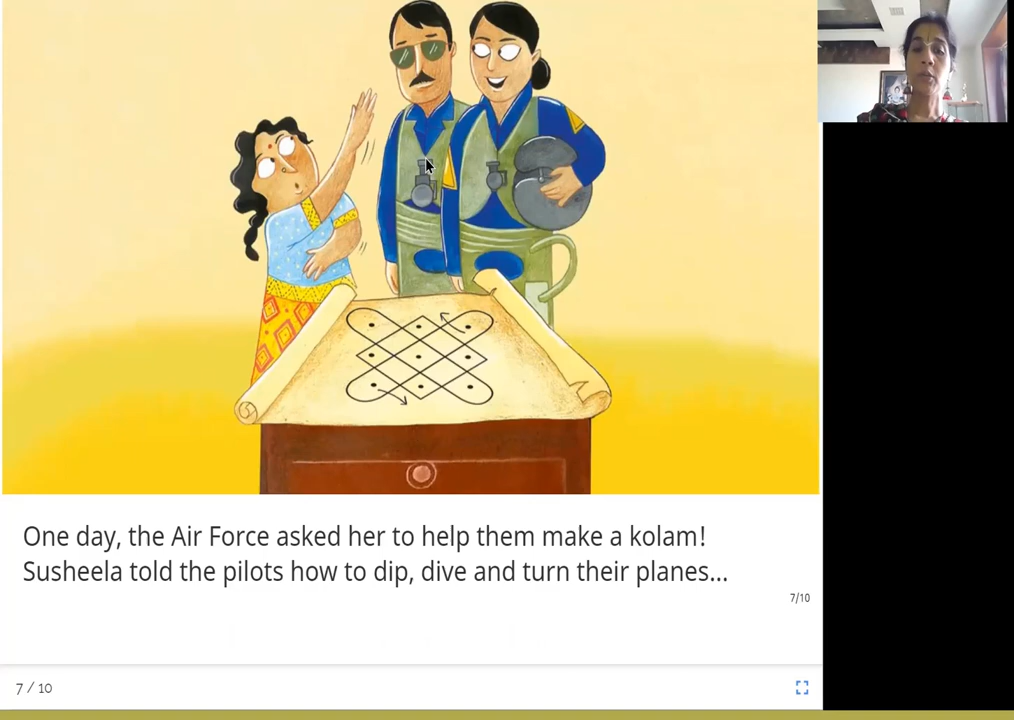 One day, the Air Force asked her to help them make a kolam!
Susheela told the pilots how to dip, dive and turn their planes...
7/10
7 / 10